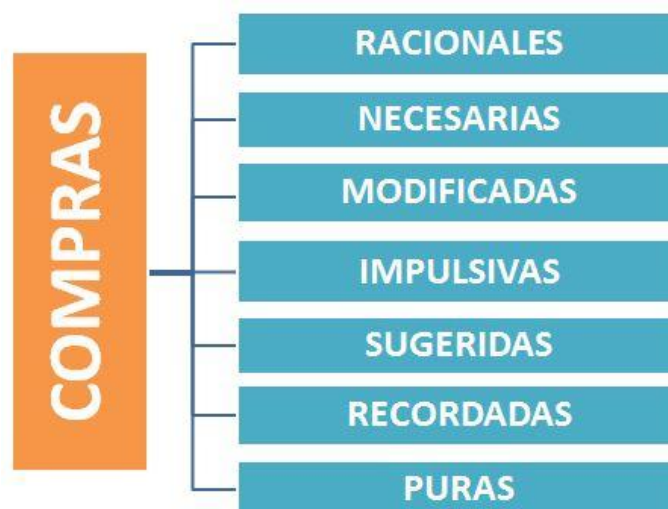 COMPRAS
RACIONALES
NECESARIAS
MODIFICADAS
IMPULSIVAS
SUGERIDAS
RECORDADAS
PURAS